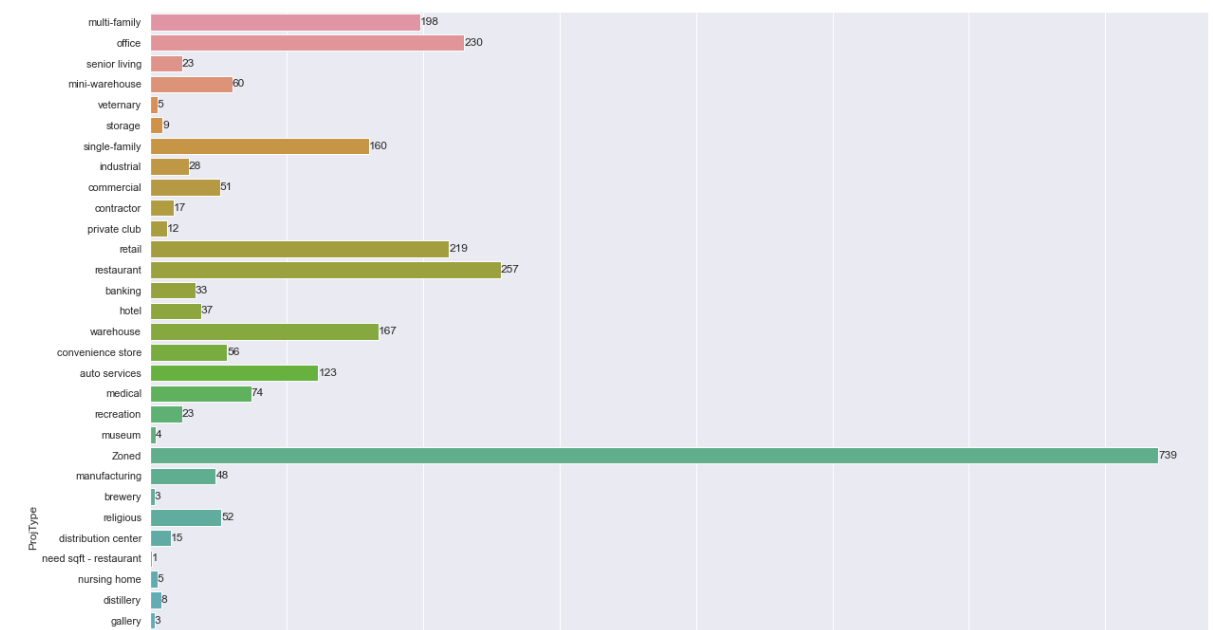 multi-family 198
office 230
senior living 23
mini-warehouse 60
veternary 5
storage 9
single-family 160
industrial 28
commercial 51
contractor 17
private club 12
retail 219
restaurant 257
banking 33
hotel 37
warehouse 167
convenience store 56
auto services 123
medical 74
recreation 23
museum 4
Zoned 739
manufacturing 48
brewery 3
religious 52
distribution center 15
need sqft - restaurant 1
nursing home 5
distillery 8
gallery 3
ProjType